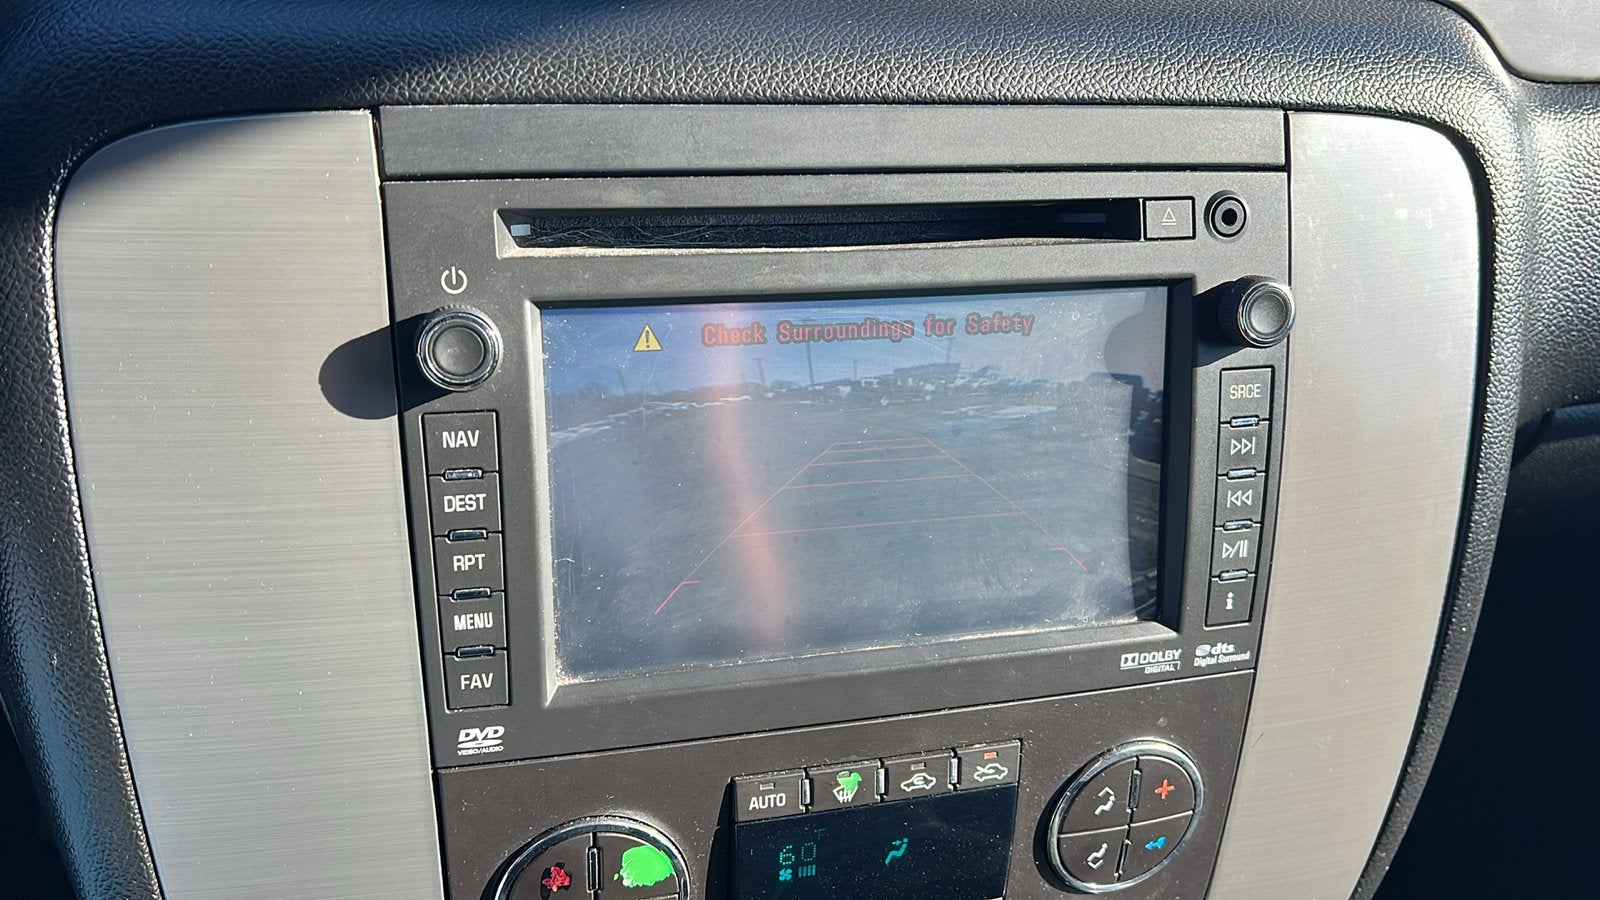 Check Surroundings for Safety
NAV
DEST
RPT
MENU
FAV
SRCE
i
DVD
VIDEO/AUDIO
DOLBY
DIGITAL
dts
Digital Surround
AUTO
60 °F